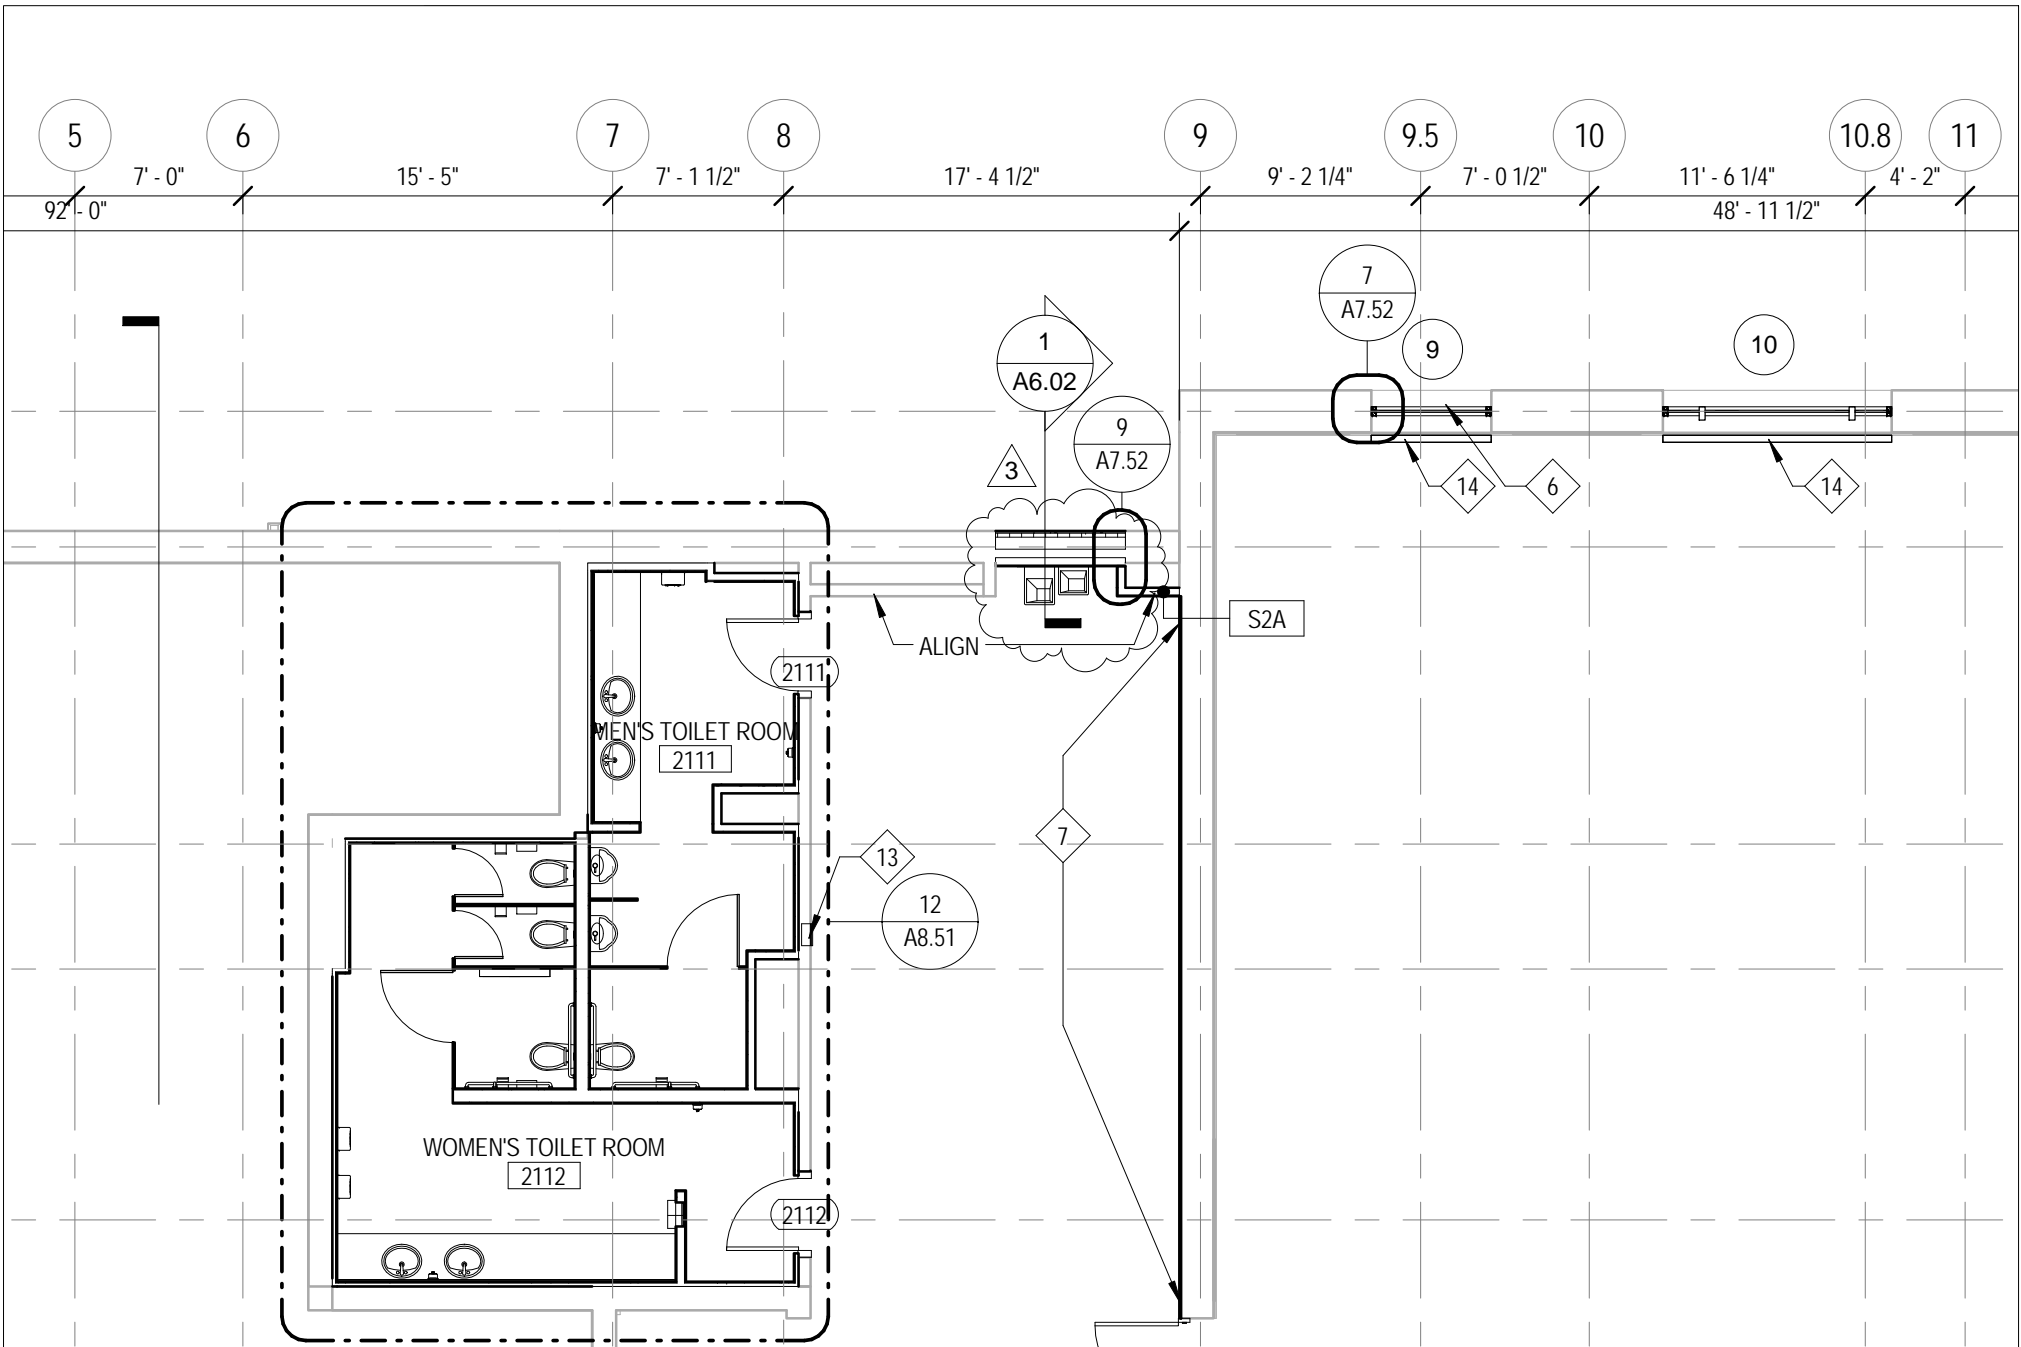 5
6
7
8
9
9.5
10
10.8
11
7' - 0"
15' - 5"
7' - 1 1/2"
17' - 4 1/2"
9' - 2 1/4"
7' - 0 1/2"
11' - 6 1/4"
4' - 2"
92' - 0"
48' - 11 1/2"
7
A7.52
1
A6.02
9
10
9
A7.52
3
14
6
14
S2A
ALIGN
2111
MEN'S TOILET ROOM
2111
7
13
12
A8.51
WOMEN'S TOILET ROOM
2112
2112